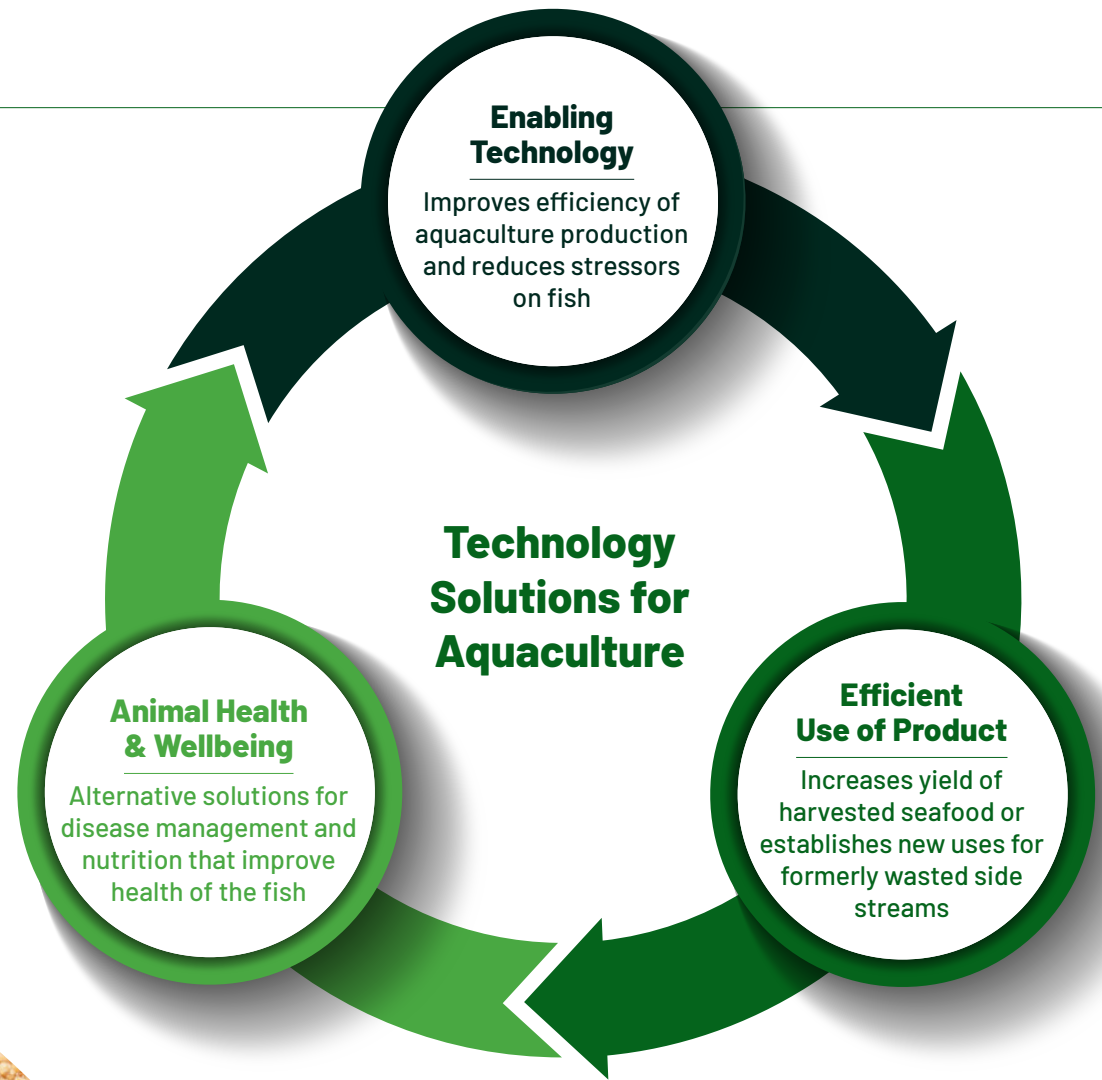 Enabling
Technology
Improves efficiency of
aquaculture production
and reduces stressors
on fish
Technology
Solutions for
Aquaculture
Animal Health
& Wellbeing
Alternative solutions for
disease management and
nutrition that improve
health of the fish
Efficient
Use of Product
Increases yield of
harvested seafood or
establishes new uses for
formerly wasted side
streams